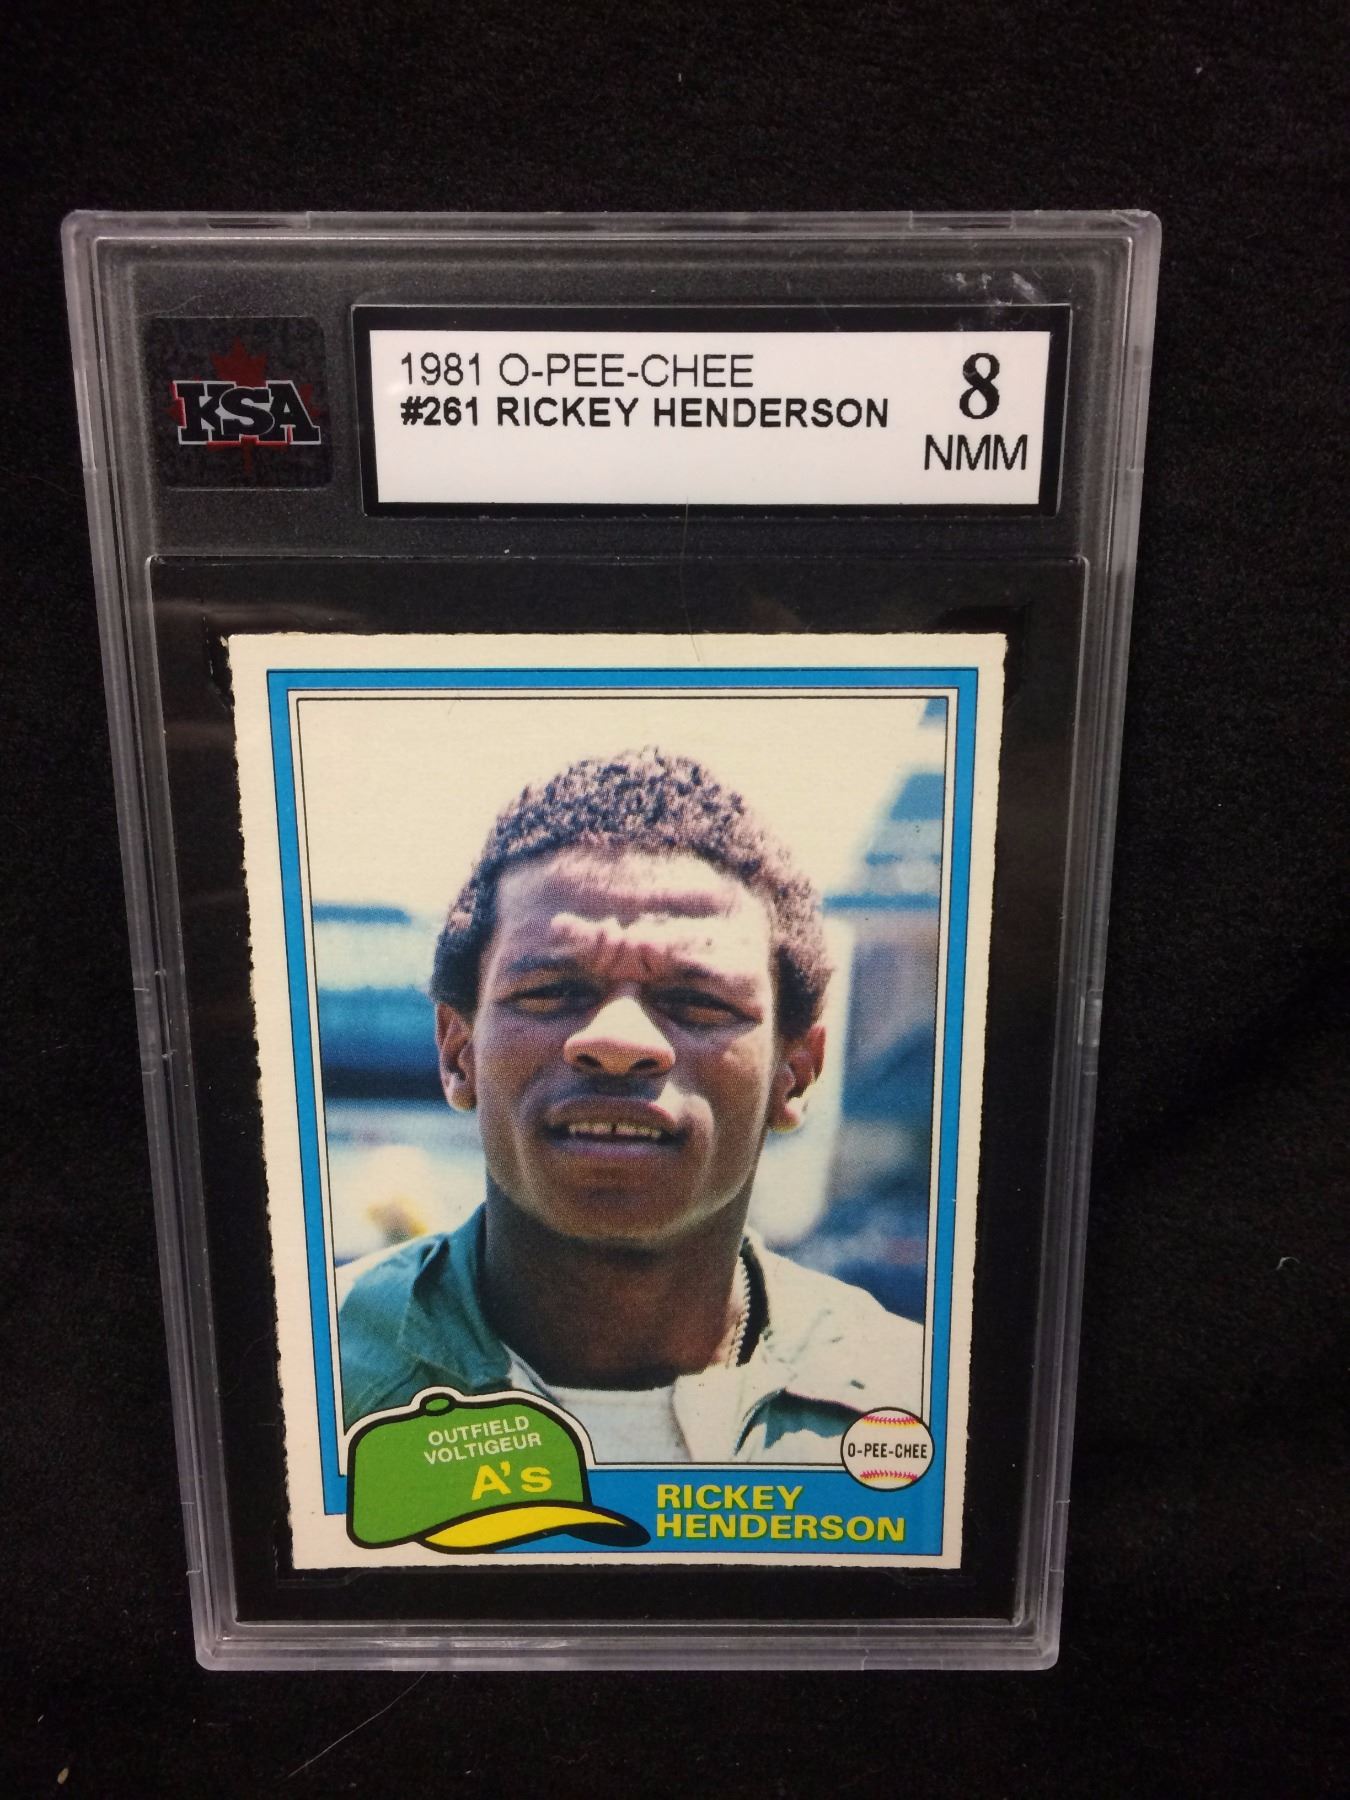 KSA
1981 O-PEE-CHEE
#261 RICKEY HENDERSON
8
NMM
OUTFIELD
VOLTIGEUR
A's
O-PEE-CHEE
RICKEY
HENDERSON